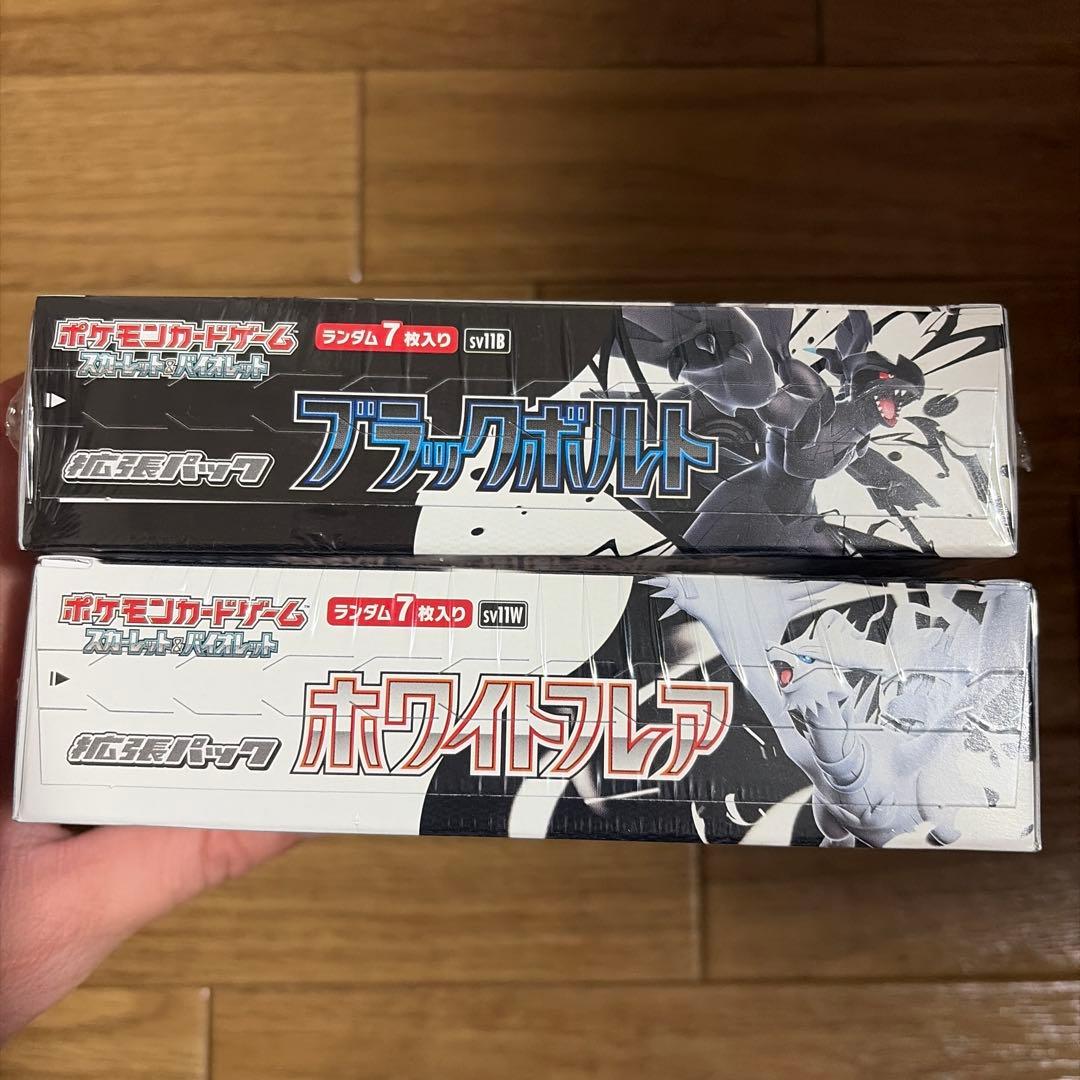 ポケモンカードゲーム
スカーレット&バイオレット
ランダム7枚入り
sv11B
拡張パック
ブラックボルト
ポケモンカードゲーム™
スカーレット&バイオレット
ランダム7枚入り
sv11W
拡張パック
ホワイトフレア